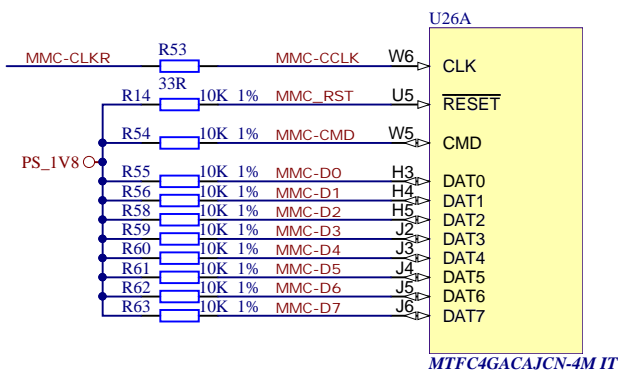 U26A
MMC-CLKR R53 MMC-CCLK W6 CLK
33R
R14 10K 1% MMC_RST U5 RESET
R54 10K 1% MMC-CMD W5 CMD
PS_1V8
R55 10K 1% MMC-D0 H3 DAT0
R56 10K 1% MMC-D1 H4 DAT1
R58 10K 1% MMC-D2 H5 DAT2
R59 10K 1% MMC-D3 J2 DAT3
R60 10K 1% MMC-D4 J3 DAT4
R61 10K 1% MMC-D5 J4 DAT5
R62 10K 1% MMC-D6 J5 DAT6
R63 10K 1% MMC-D7 J6 DAT7
MTFC4GACAJCN-4M IT